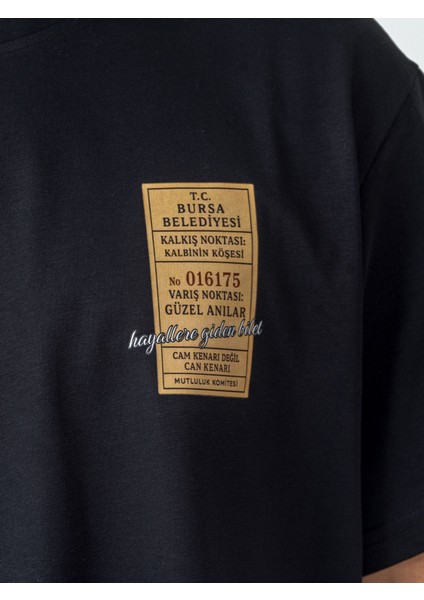 T.C.
BURSA
BELEDİYESİ
KALKIŞ NOKTASI:
KALBİNİN KÖŞESİ
No 016175
VARIŞ NOKTASI:
GÜZEL ANILAR
hayallere giden bilet
CAM KENARI DEĞİL
CAN KENARI
MUTLULUK KOMİTESİ